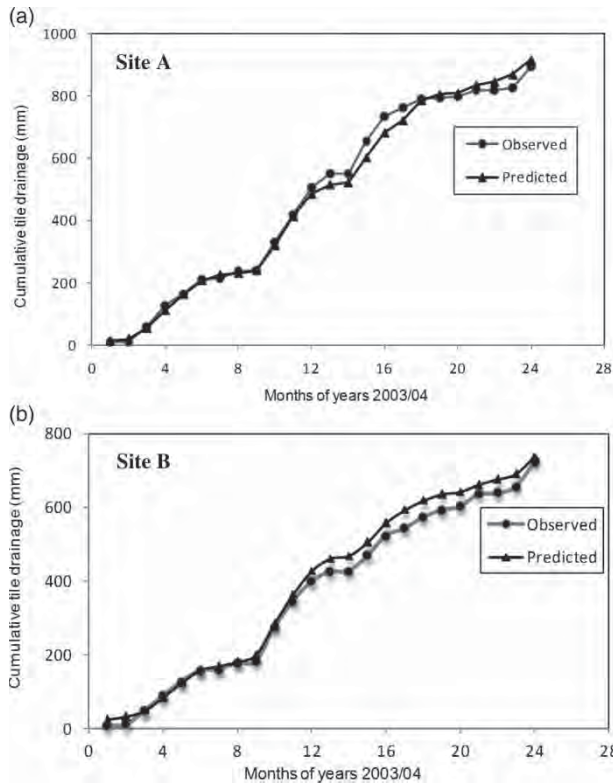 (a)
1000
Site A
800
600
400
200
0
Cumulative tile drainage (mm)
Observed
Predicted
0 4 8 12 16 20 24 28
Months of years 2003/04
(b)
800
Site B
600
400
200
0
Cumulative tile drainage (mm)
Observed
Predicted
0 4 8 12 16 20 24 28
Months of years 2003/04